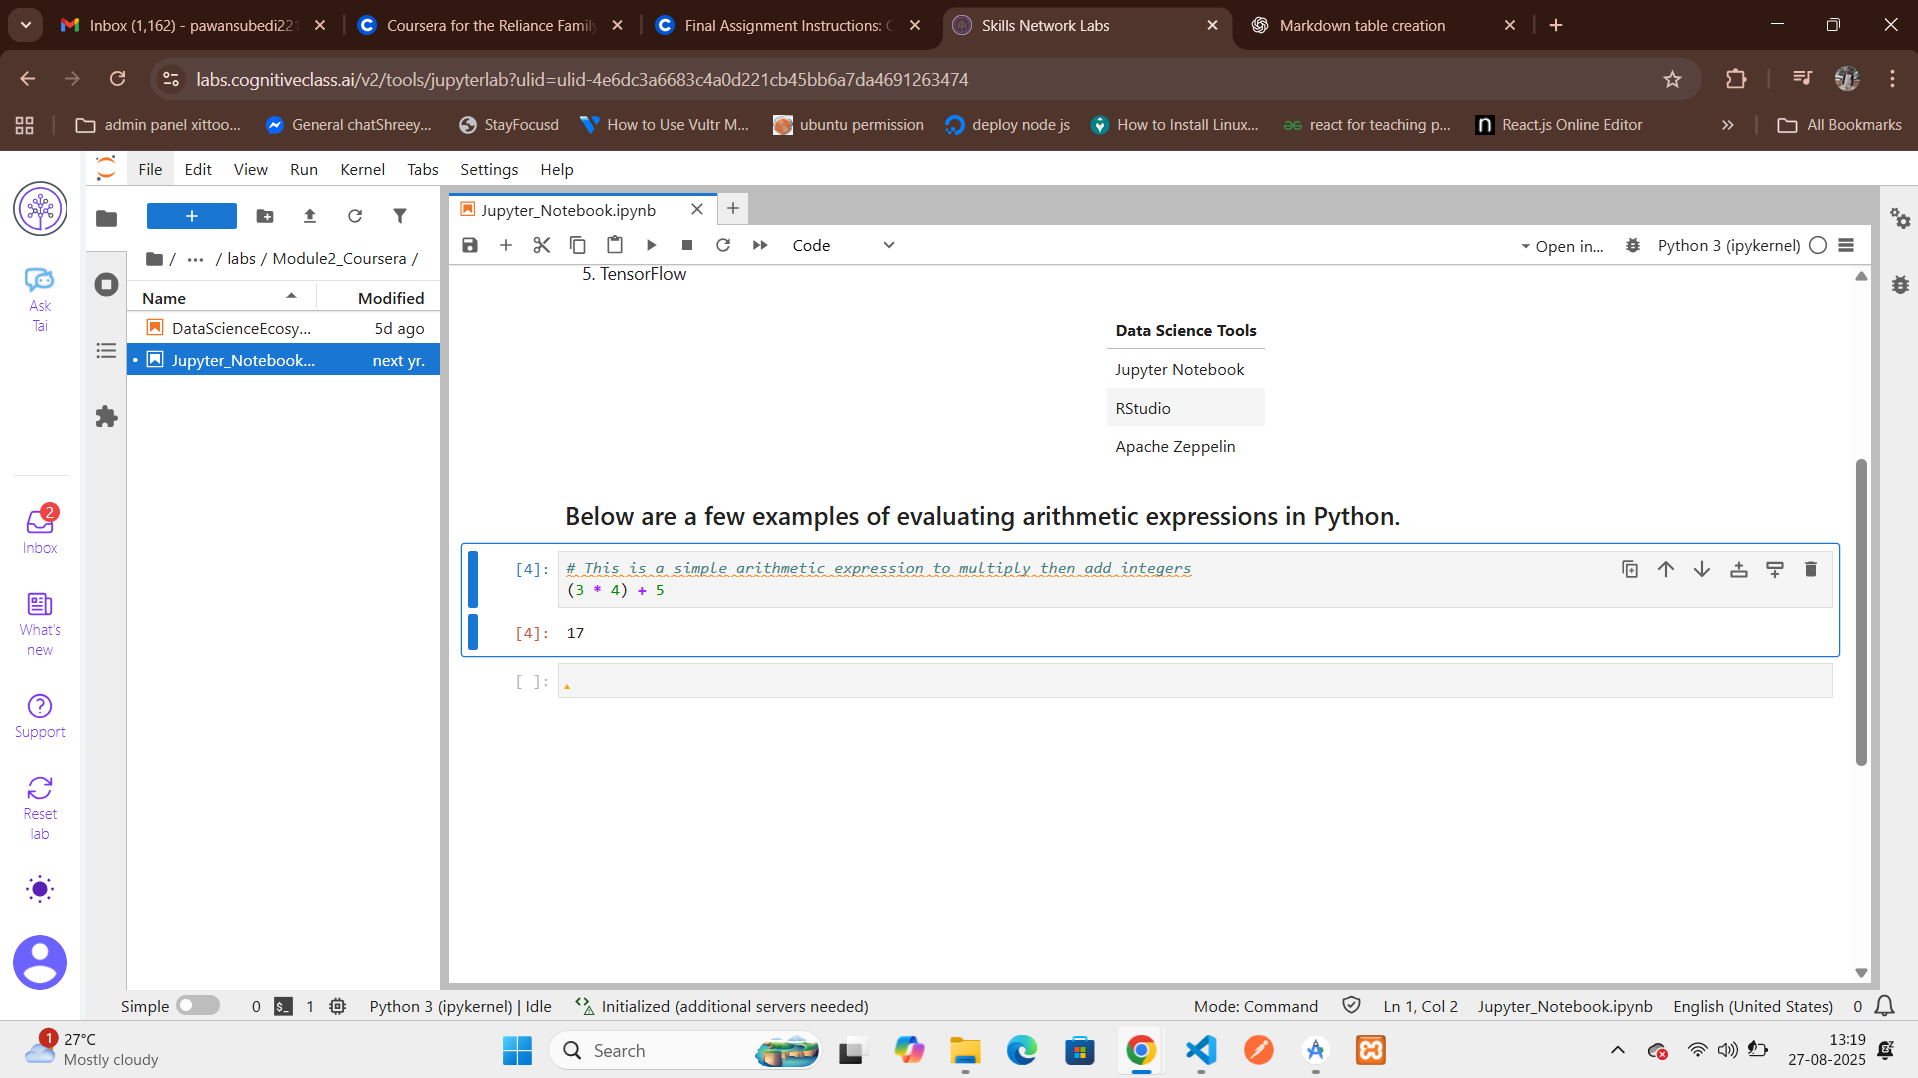 Inbox (1,162) - pawansubedi221
Coursera for the Reliance Family
Final Assignment Instructions: C
Skills Network Labs
Markdown table creation
labs.cognitiveclass.ai/v2/tools/jupyterlab?ulid=ulid-4e6dc3a6683c4a0d221cb45bb6a7da4691263474
admin panel xittoo...
General chatShreey...
StayFocusd
How to Use Vultr M...
ubuntu permission
deploy node js
How to Install Linux...
react for teaching p...
n React.js Online Editor
All Bookmarks
File Edit View Run Kernel Tabs Settings Help
Ask
Tai
2
Inbox
What's
new
Support
Reset
lab
/ ... / labs / Module2_Coursera /
Name Modified
DataScienceEcosy... 5d ago
• Jupyter_Notebook... next yr.
Jupyter_Notebook.ipynb
Code
Open in...
Python 3 (ipykernel)
5. TensorFlow
Data Science Tools
Jupyter Notebook
RStudio
Apache Zeppelin
Below are a few examples of evaluating arithmetic expressions in Python.
[4]: # This is a simple arithmetic expression to multiply then add integers
(3 * 4) + 5
[4]: 17
[ ]:
Simple 0 $_ 1 Python 3 (ipykernel) | Idle Initialized (additional servers needed) Mode: Command Ln 1, Col 2 Jupyter_Notebook.ipynb English (United States) 0
1
27°C
Mostly cloudy
Search
13:19
27-08-2025